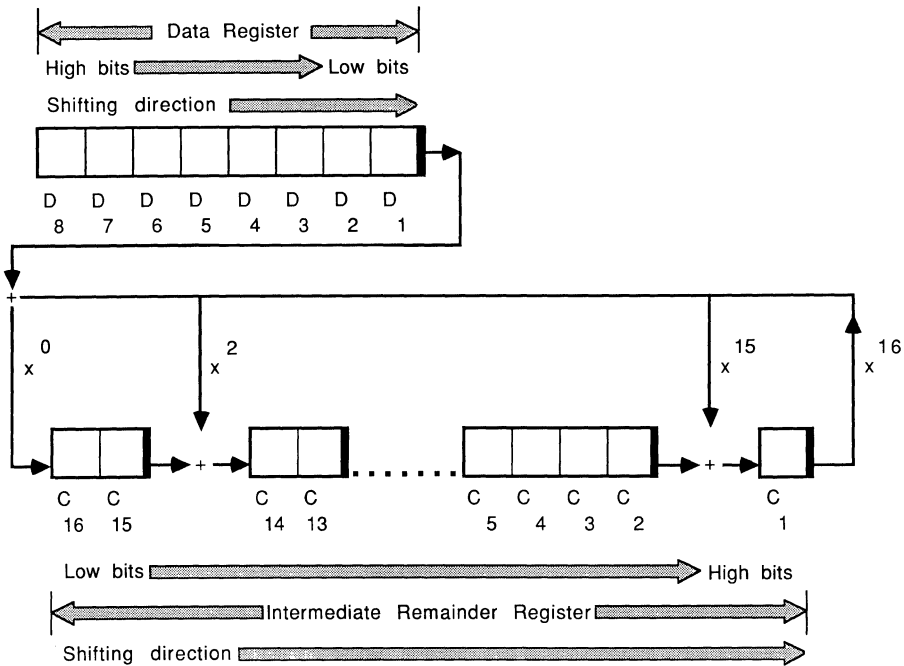 Data Register
High bits Low bits
Shifting direction
D D D D D D D D
8 7 6 5 4 3 2 1
+
x 0 x 2 x 15 x 16
+ +
C C C C C C C C C
16 15 14 13 5 4 3 2 1
Low bits High bits
Intermediate Remainder Register
Shifting direction